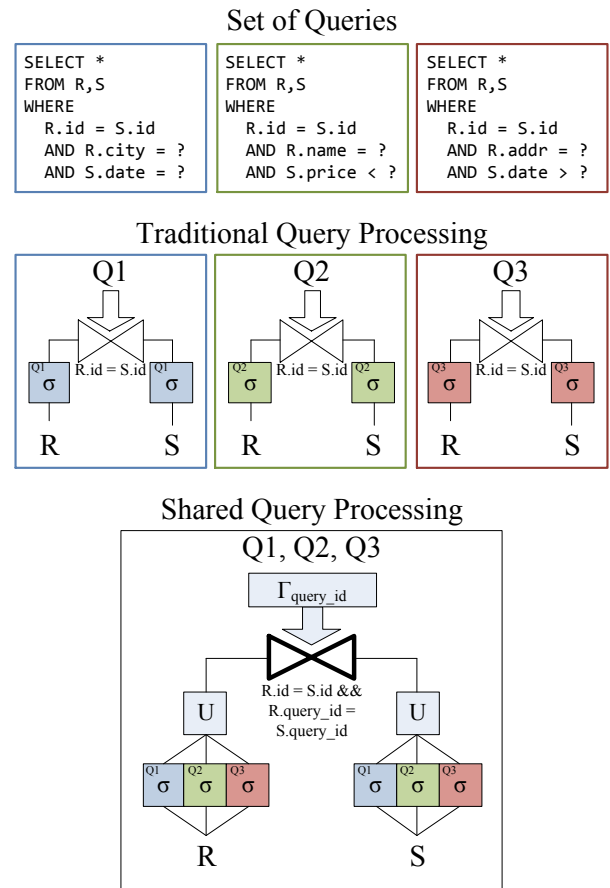 Set of Queries
SELECT *
FROM R,S
WHERE
R.id = S.id
AND R.city = ?
AND S.date = ?
SELECT *
FROM R,S
WHERE
R.id = S.id
AND R.name = ?
AND S.price < ?
SELECT *
FROM R,S
WHERE
R.id = S.id
AND R.addr = ?
AND S.date > ?
Traditional Query Processing
Q1
R.id = S.id
Q1 σ
Q1 σ
R
S
Q2
R.id = S.id
Q2 σ
Q2 σ
R
S
Q3
R.id = S.id
Q3 σ
Q3 σ
R
S
Shared Query Processing
Q1, Q2, Q3
Γquery_id
R.id = S.id &&
R.query_id =
S.query_id
U
U
Q1 σ
Q2 σ
Q3 σ
Q1 σ
Q2 σ
Q3 σ
R
S